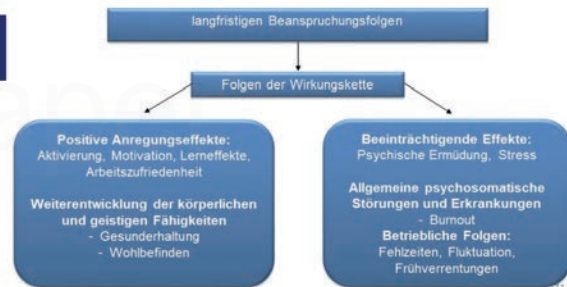 langfristigen Beanspruchungsfolgen
Folgen der Wirkungskette
Positive Anregungseffekte:
Aktivierung, Motivation, Lerneffekte,
Arbeitszufriedenheit
Weiterentwicklung der körperlichen
und geistigen Fähigkeiten
- Gesunderhaltung
- Wohlbefinden
Beeinträchtigende Effekte:
Psychische Ermüdung, Stress
Allgemeine psychosomatische
Störungen und Erkrankungen
- Burnout
Betriebliche Folgen:
Fehlzeiten, Fluktuation,
Frühverrentungen